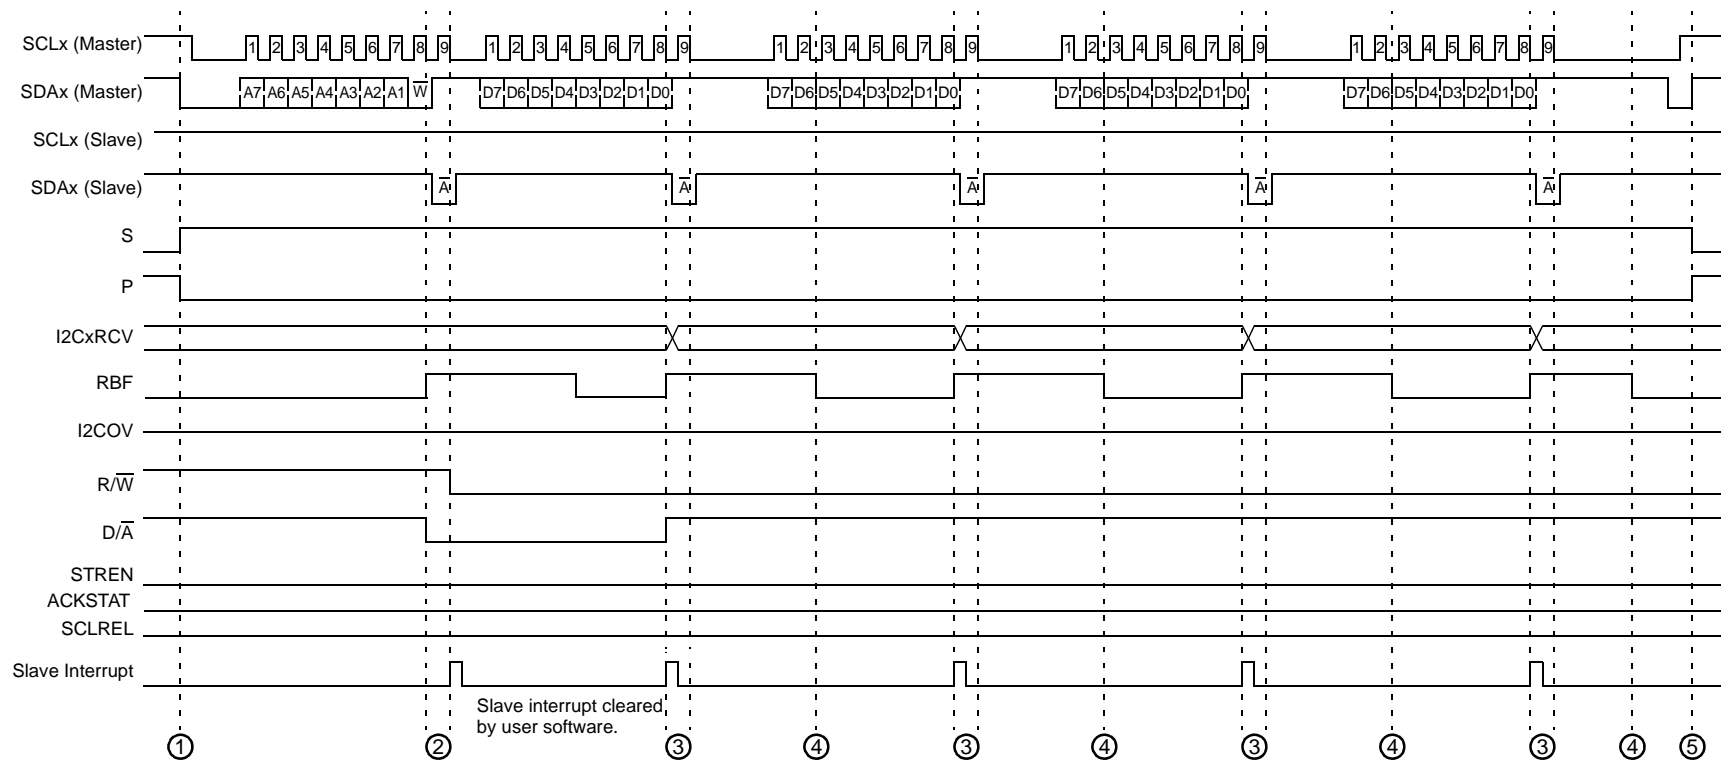 SCLx (Master) 1 2 3 4 5 6 7 8 9 1 2 3 4 5 6 7 8 9 1 2 3 4 5 6 7 8 9 1 2 3 4 5 6 7 8 9 1 2 3 4 5 6 7 8 9
SDAx (Master) A7 A6 A5 A4 A3 A2 A1 W̅ D7 D6 D5 D4 D3 D2 D1 D0 D7 D6 D5 D4 D3 D2 D1 D0 D7 D6 D5 D4 D3 D2 D1 D0 D7 D6 D5 D4 D3 D2 D1 D0
SCLx (Slave)
SDAx (Slave) A̅ A̅ A̅ A̅ A̅
S
P
I2CxRCV
RBF
I2COV
R/W̅
D/A̅
STREN
ACKSTAT
SCLREL
Slave Interrupt
Slave interrupt cleared
by user software.
1 2 3 4 3 4 3 4 3 4 5